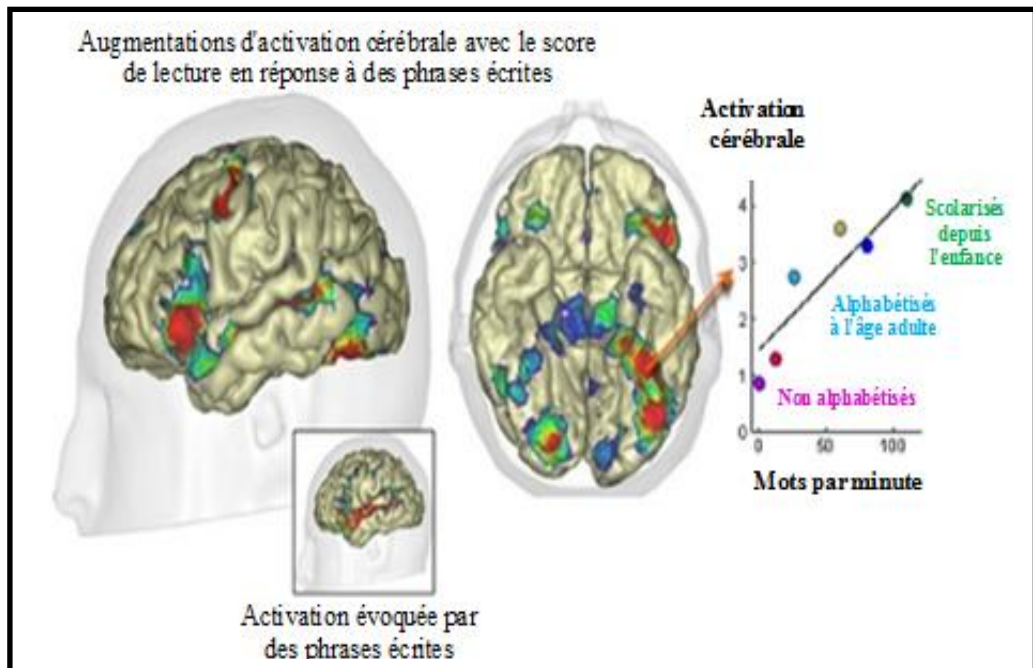 Augmentations d'activation cérébrale avec le score
de lecture en réponse à des phrases écrites
Activation
cérébrale
4
3
2
1
0
0
50
100
Scolarisés
depuis
l'enfance
Alphabétisés
à l'âge adulte
Non alphabétisés
Mots par minute
Activation évoquée par
des phrases écrites